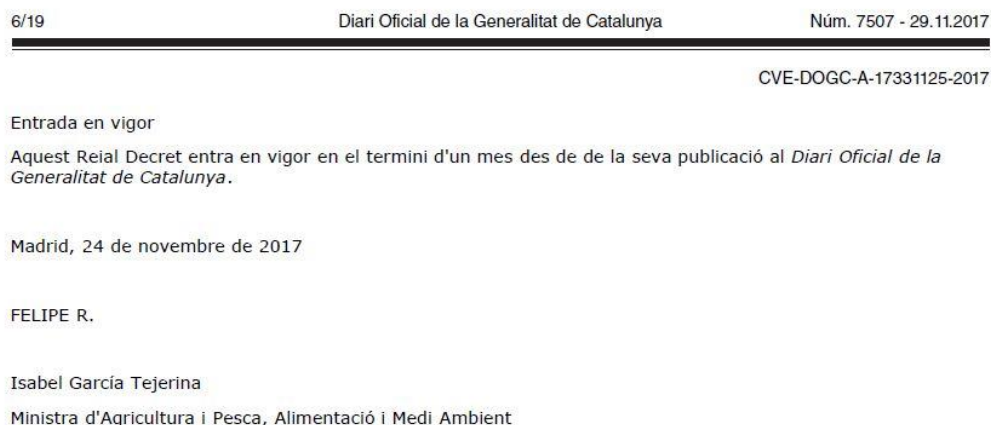 6/19 Diari Oficial de la Generalitat de Catalunya Núm. 7507 - 29.11.2017
CVE-DOGC-A-17331125-2017
Entrada en vigor
Aquest Reial Decret entra en vigor en el termini d'un mes des de de la seva publicació al Diari Oficial de la
Generalitat de Catalunya.
Madrid, 24 de novembre de 2017
FELIPE R.
Isabel García Tejerina
Ministra d'Agricultura i Pesca, Alimentació i Medi Ambient